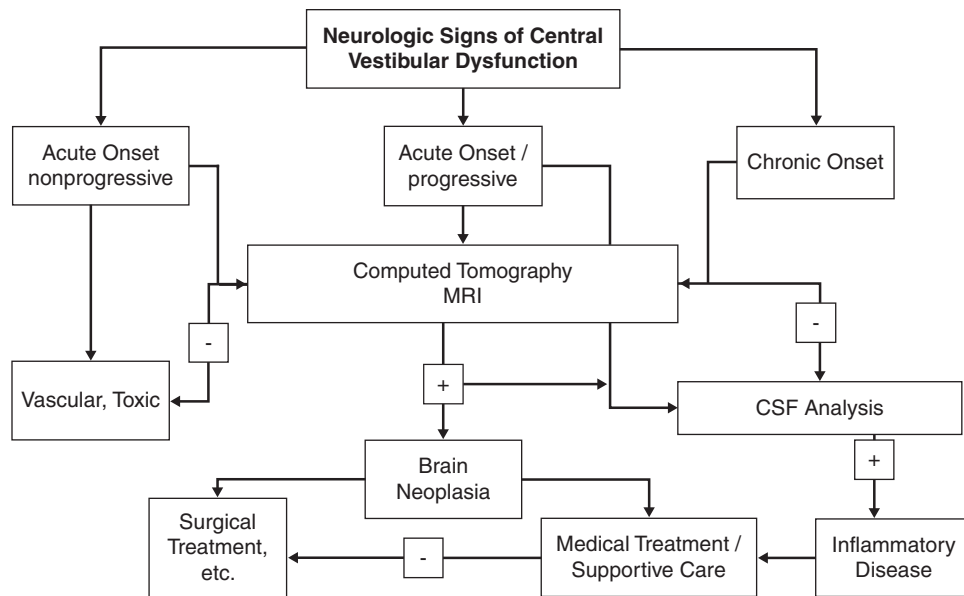 Neurologic Signs of Central
Vestibular Dysfunction
Acute Onset
nonprogressive
Acute Onset /
progressive
Chronic Onset
Computed Tomography
MRI
-
-
Vascular, Toxic
+
CSF Analysis
+
Brain
Neoplasia
Surgical
Treatment,
etc.
-
Medical Treatment /
Supportive Care
Inflammatory
Disease